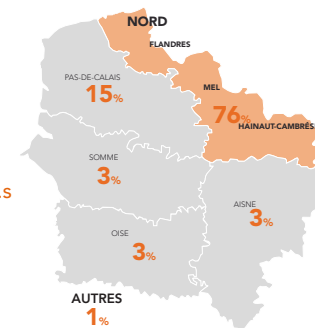 NORD
FLANDRES
PAS-DE-CALAIS
15%
MEL
76%
HAINAUT-CAMBRÉSIS
SOMME
3%
AISNE
3%
OISE
3%
AUTRES
1%